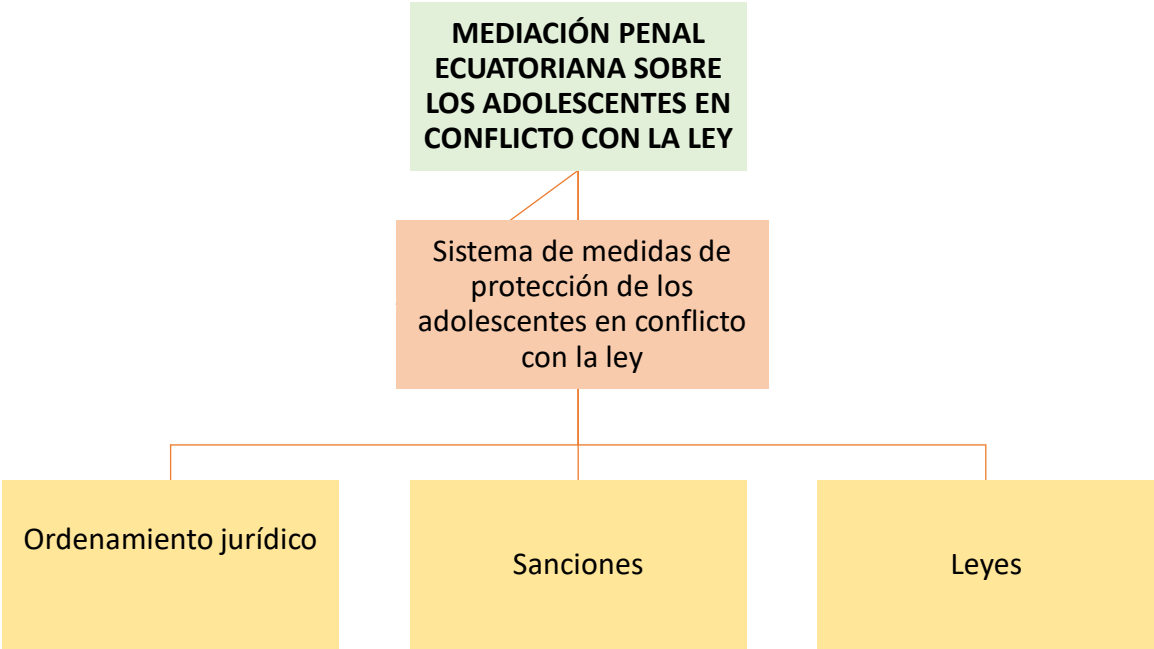 MEDIACIÓN PENAL
ECUATORIANA SOBRE
LOS ADOLESCENTES EN
CONFLICTO CON LA LEY
Sistema de medidas de
protección de los
adolescentes en conflicto
con la ley
Ordenamiento jurídico
Sanciones
Leyes